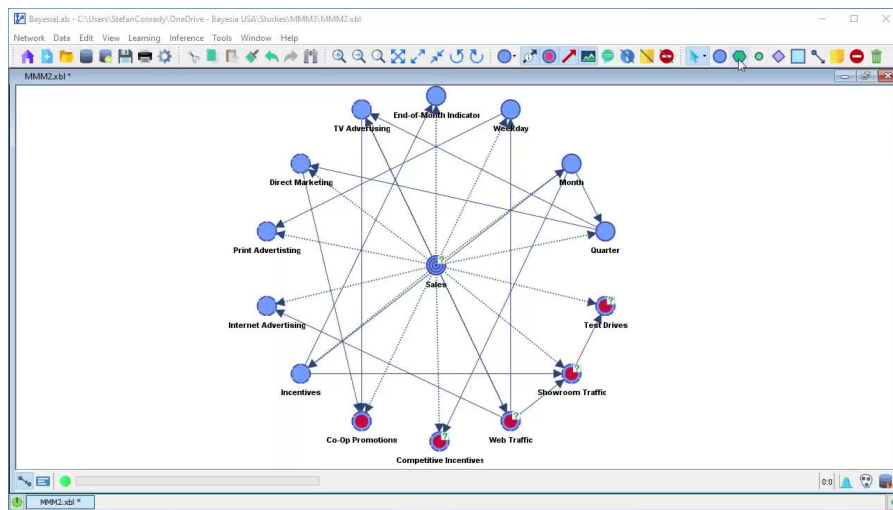 BayesiaLab - C:\Users\StefanConrady\OneDrive - Bayesia USA\Studies\MMM3\MMM2.xbl
Network Data Edit View Learning Inference Tools Window Help
MMM2.xbl *
End-of-Month Indicator
TV Advertising
Weekday
Direct Marketing
Month
Print Advertisting
Quarter
Sales
Internet Advertising
Test Drives
Incentives
Showroom Traffic
Co-Op Promotions
Web Traffic
Competitive Incentives
0:0
MMM2.xbl *